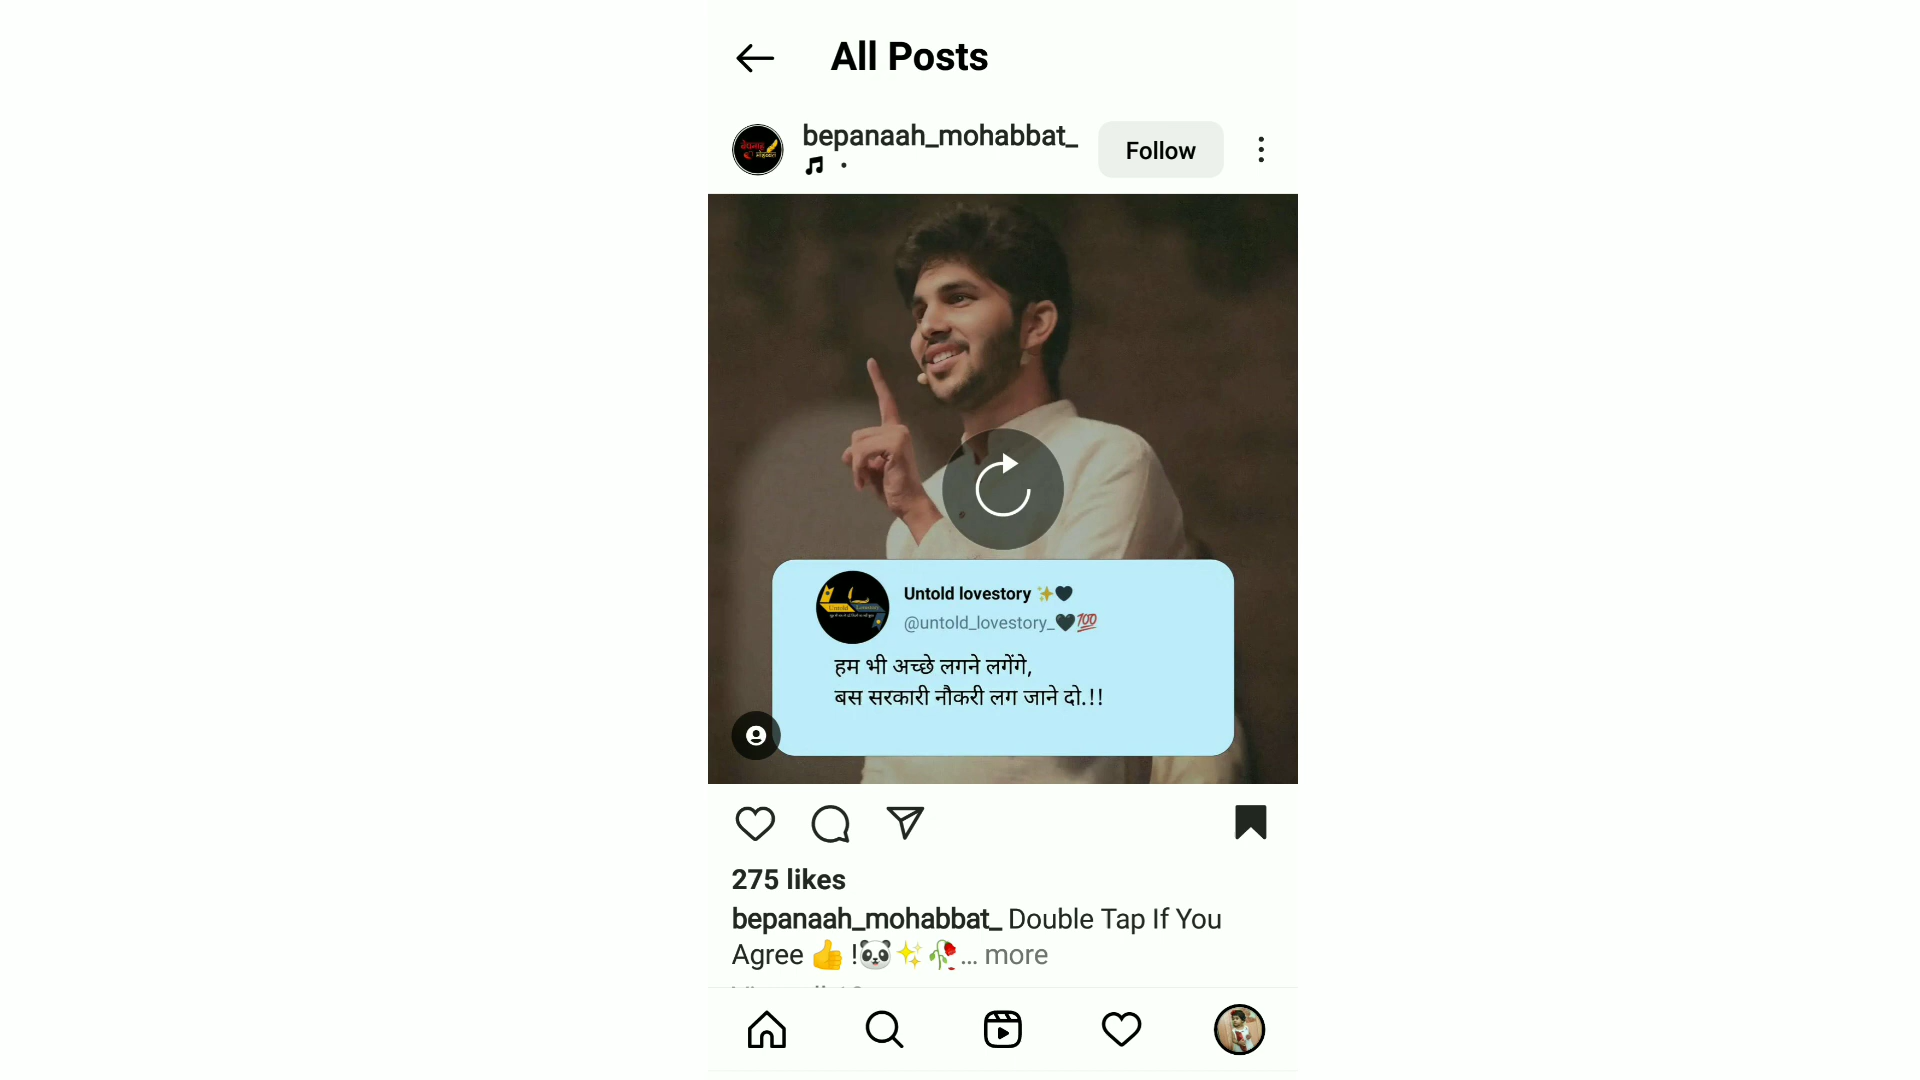 All Posts
bepanaah_mohabbat_
Follow
Untold lovestory ✨🖤
@untold_lovestory_🖤💯
हम भी अच्छे लगने लगेंगे,
बस सरकारी नौकरी लग जाने दो.!!
275 likes
bepanaah_mohabbat_ Double Tap If You
Agree 👍 !🐼✨🥀... more